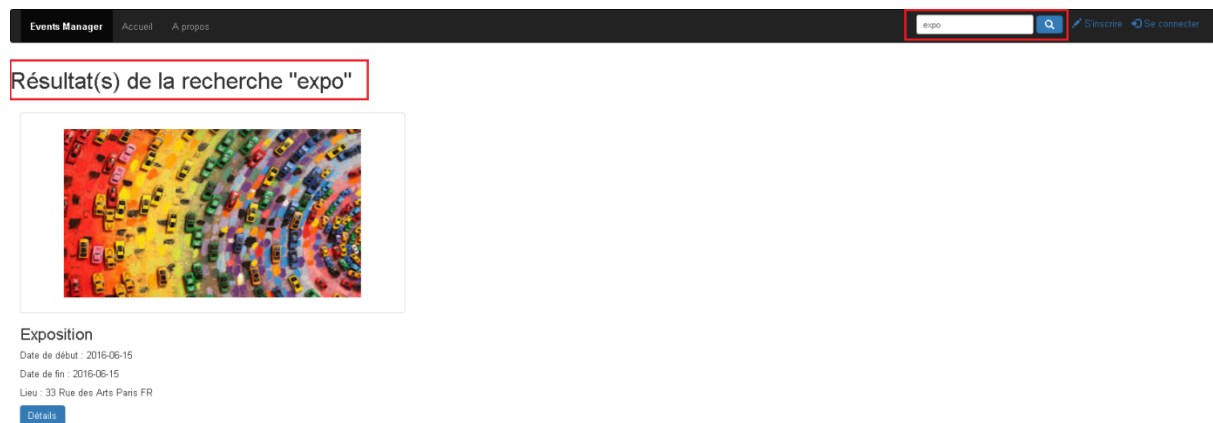 Events Manager Accueil A propos expo S'inscrire Se connecter
Résultat(s) de la recherche "expo"
Exposition
Date de début : 2016-06-15
Date de fin : 2016-06-15
Lieu : 33 Rue des Arts Paris FR
Détails